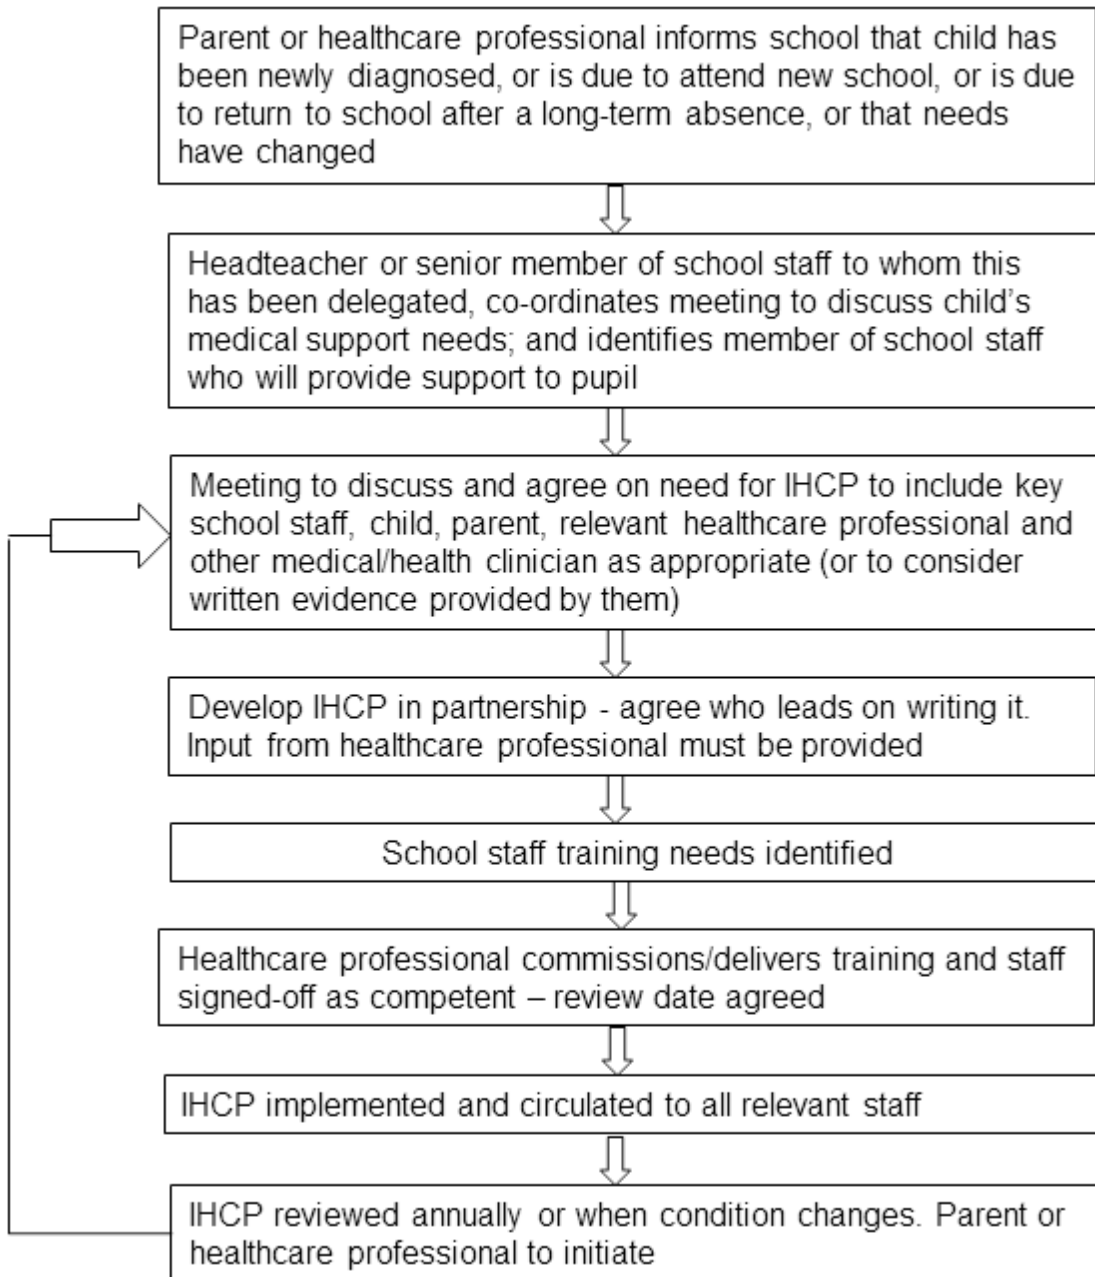 Parent or healthcare professional informs school that child has
been newly diagnosed, or is due to attend new school, or is due
to return to school after a long-term absence, or that needs
have changed
Headteacher or senior member of school staff to whom this
has been delegated, co-ordinates meeting to discuss child's
medical support needs; and identifies member of school staff
who will provide support to pupil
Meeting to discuss and agree on need for IHCP to include key
school staff, child, parent, relevant healthcare professional and
other medical/health clinician as appropriate (or to consider
written evidence provided by them)
Develop IHCP in partnership - agree who leads on writing it.
Input from healthcare professional must be provided
School staff training needs identified
Healthcare professional commissions/delivers training and staff
signed-off as competent – review date agreed
IHCP implemented and circulated to all relevant staff
IHCP reviewed annually or when condition changes. Parent or
healthcare professional to initiate